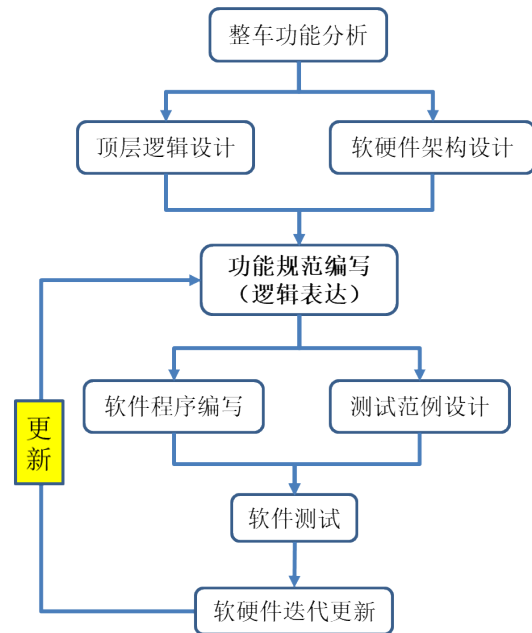 整车功能分析
顶层逻辑设计
软硬件架构设计
功能规范编写
（逻辑表达）
软件程序编写
测试范例设计
更
新
软件测试
软硬件迭代更新